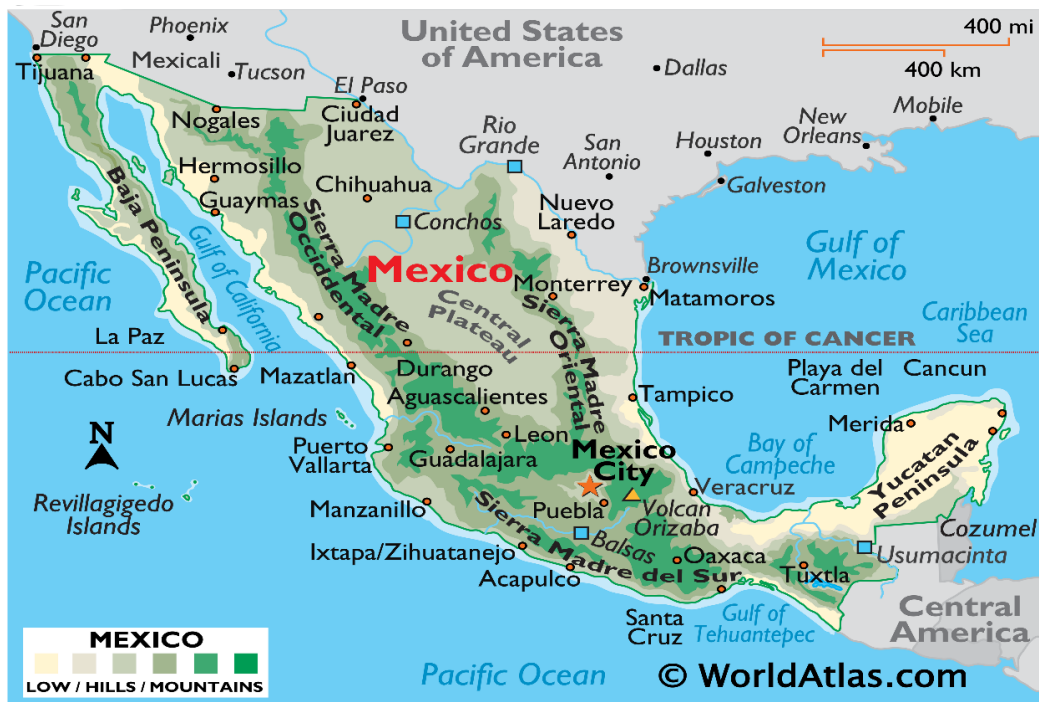 San
Diego
Phoenix
United States
of America
400 mi
400 km
Tijuana
Mexicali
Tucson
El Paso
Dallas
Nogales
Ciudad
Juarez
Rio
Grande
San
Antonio
Houston
New
Orleans
Mobile
Galveston
Hermosillo
Chihuahua
Guaymas
Conchos
Nuevo
Laredo
Baja Peninsula
Gulf of California
Sierra Madre
Occiddental
Mexico
Central
Plateau
Monterrey
Brownsville
Matamoros
Gulf of
Mexico
Pacific
Ocean
Sierra Madre
Oriental
Caribbean
Sea
La Paz
TROPIC OF CANCER
Cabo San Lucas
Mazatlan
Durango
Playa del
Carmen
Cancun
Marias Islands
Aguascalientes
Tampico
Merida
N
Puerto
Vallarta
Leon
Guadalajara
Mexico
City
Bay of
Campeche
Yucatan
Peninsula
Revillagigedo
Islands
Manzanillo
Puebla
Volcan
Orizaba
Veracruz
Cozumel
Ixtapa/Zihuatanejo
Balsas
Sierra Madre del Sur
Oaxaca
Tuxtla
Usumacinta
Acapulco
Santa
Cruz
Gulf of
Tehuantepec
Central
America
MEXICO
LOW / HILLS / MOUNTAINS
Pacific Ocean
© WorldAtlas.com